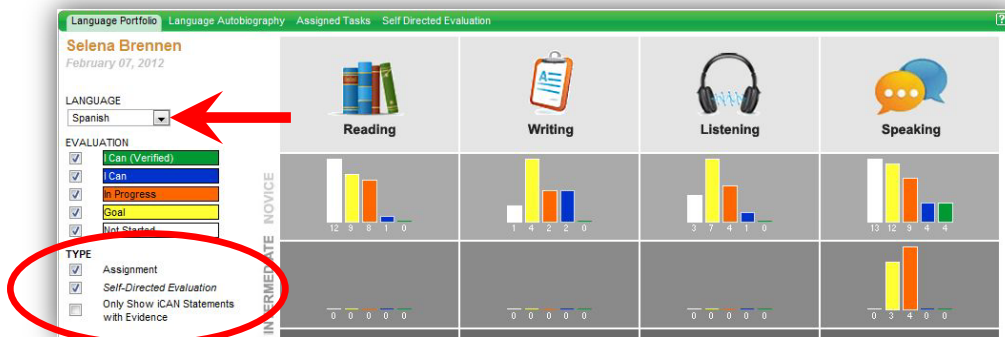 Language Portfolio Language Autobiography Assigned Tasks Self Directed Evaluation ?
Selena Brennen
February 07, 2012
LANGUAGE
Spanish
EVALUATION
I Can (Verified)
I Can
In Progress
Goal
Not Started
TYPE
Assignment
Self-Directed Evaluation
Only Show iCAN Statements
with Evidence
Reading Writing Listening Speaking
A
NOVICE
12 9 8 1 0 1 4 2 2 0 3 7 4 1 0 13 12 9 4 4
INTERMEDIATE
0 0 0 0 0 0 0 0 0 0 0 0 0 0 0 0 3 4 0 0